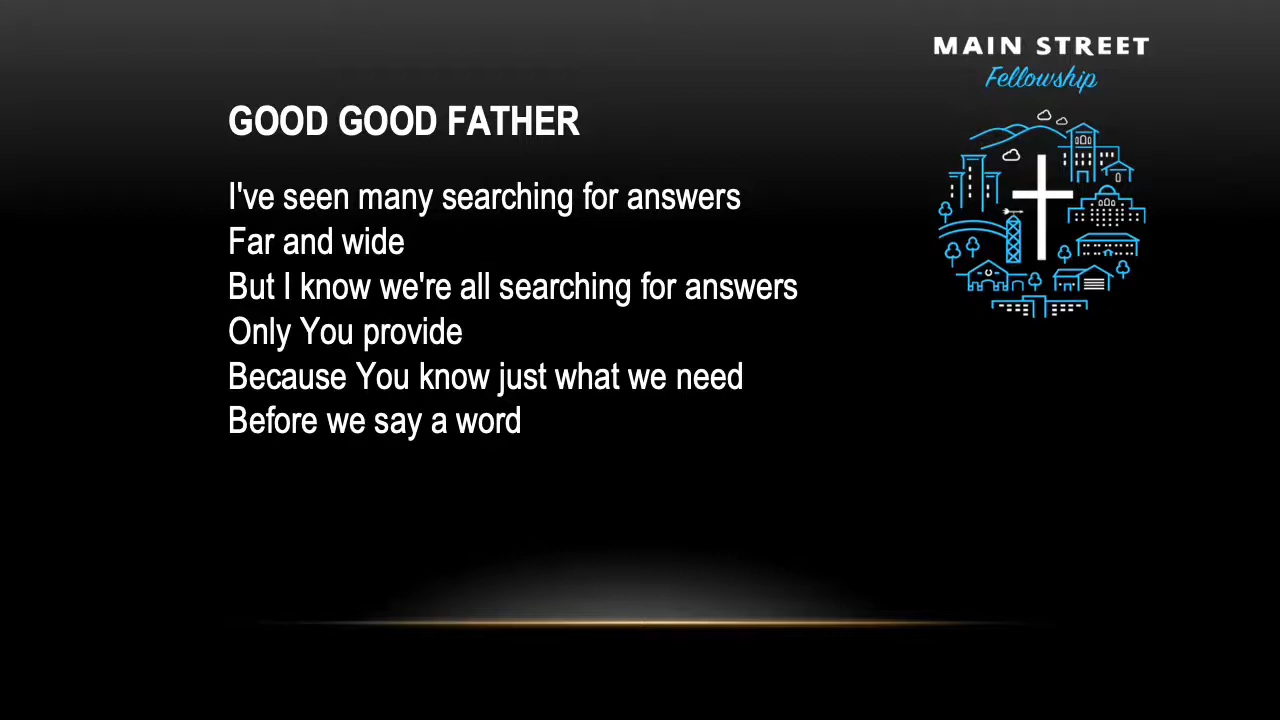 MAIN STREET
Fellowship
GOOD GOOD FATHER
I've seen many searching for answers
Far and wide
But I know we're all searching for answers
Only You provide
Because You know just what we need
Before we say a word